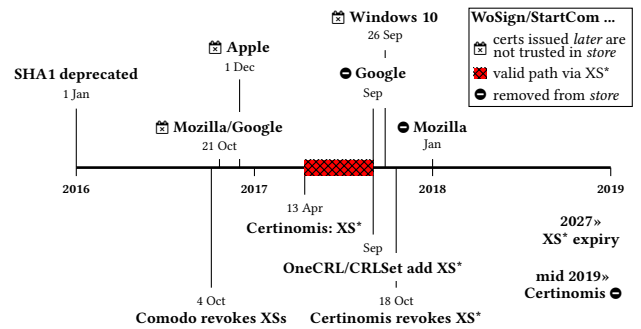 WoSign/StartCom ...
certs issued later are
not trusted in store
valid path via XS*
removed from store
Windows 10
26 Sep
Apple
1 Dec
Google
Sep
SHA1 deprecated
1 Jan
Mozilla/Google
21 Oct
Mozilla
Jan
2016
2017
2018
2019
13 Apr
Certinomis: XS*
2027»
XS* expiry
Sep
OneCRL/CRLSet add XS*
mid 2019»
Certinomis
4 Oct
Comodo revokes XSs
18 Oct
Certinomis revokes XS*